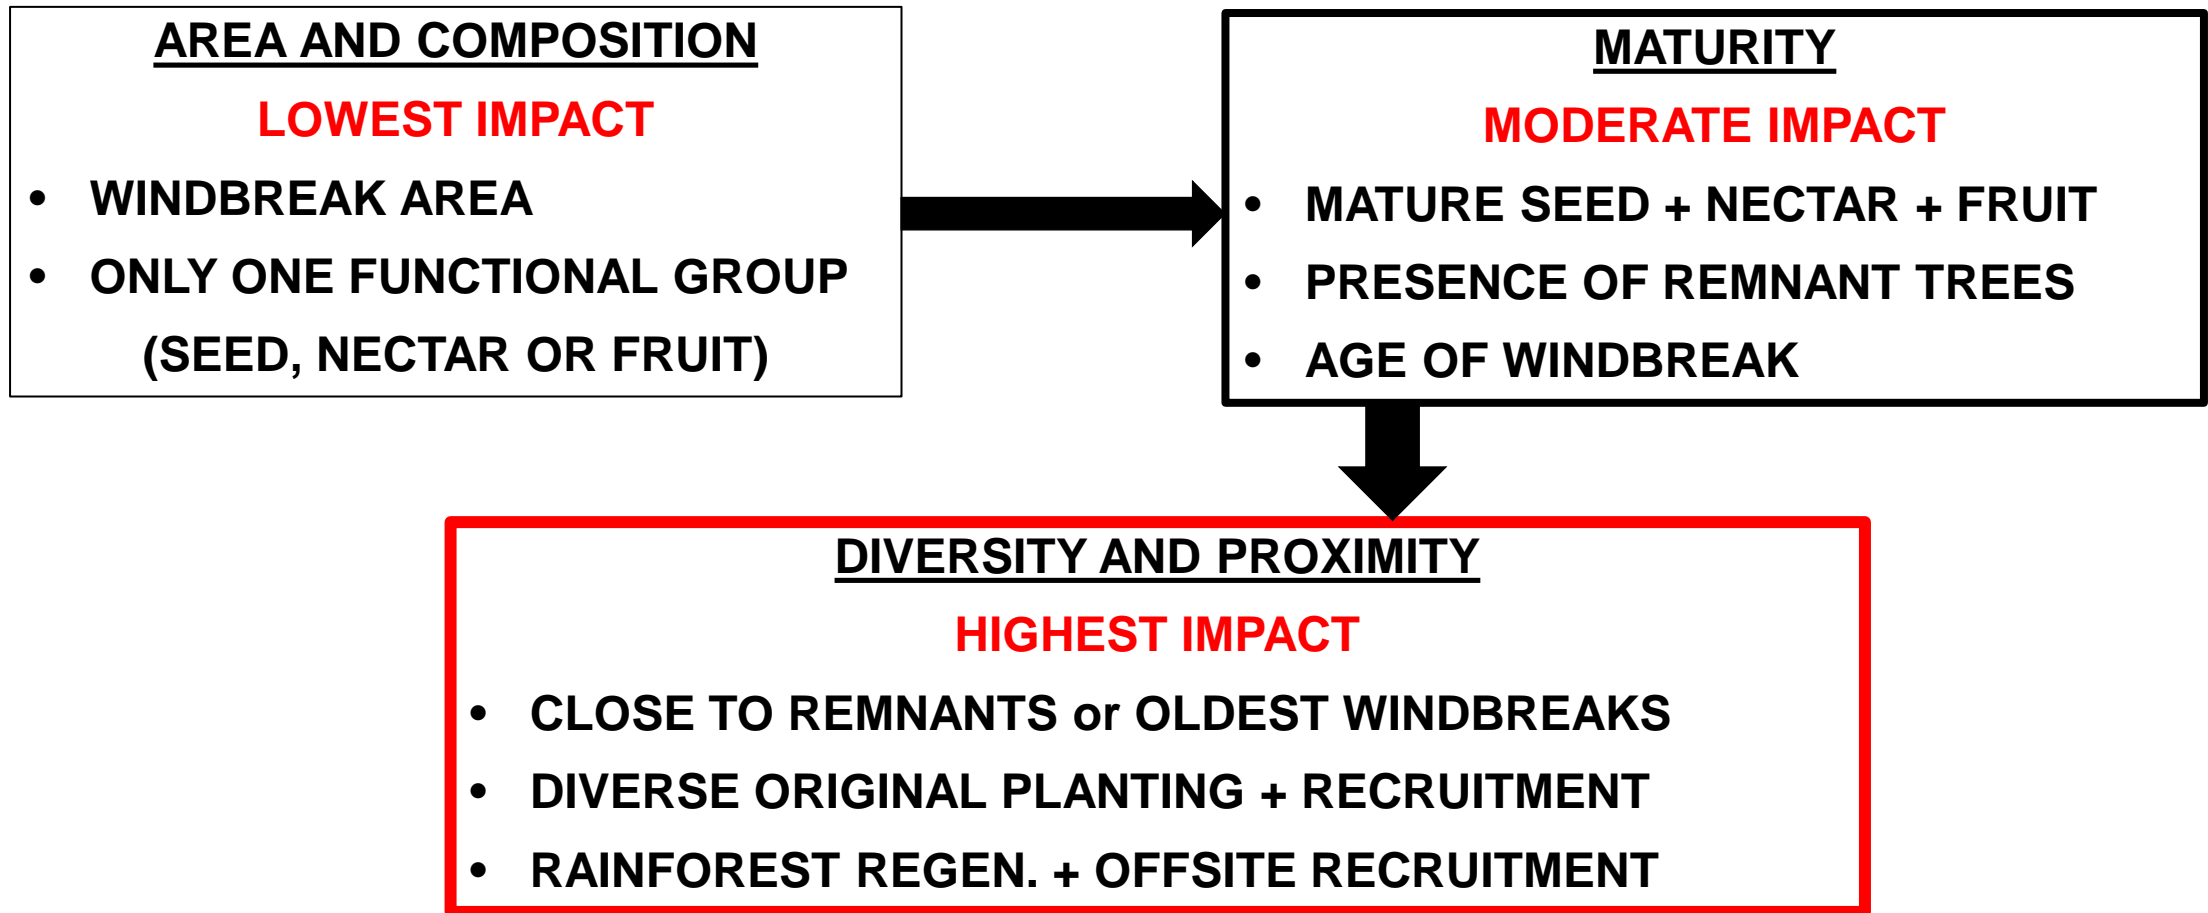 AREA AND COMPOSITION
LOWEST IMPACT
• WINDBREAK AREA
• ONLY ONE FUNCTIONAL GROUP
(SEED, NECTAR OR FRUIT)
MATURITY
MODERATE IMPACT
• MATURE SEED + NECTAR + FRUIT
• PRESENCE OF REMNANT TREES
• AGE OF WINDBREAK
DIVERSITY AND PROXIMITY
HIGHEST IMPACT
• CLOSE TO REMNANTS or OLDEST WINDBREAKS
• DIVERSE ORIGINAL PLANTING + RECRUITMENT
• RAINFOREST REGEN. + OFFSITE RECRUITMENT